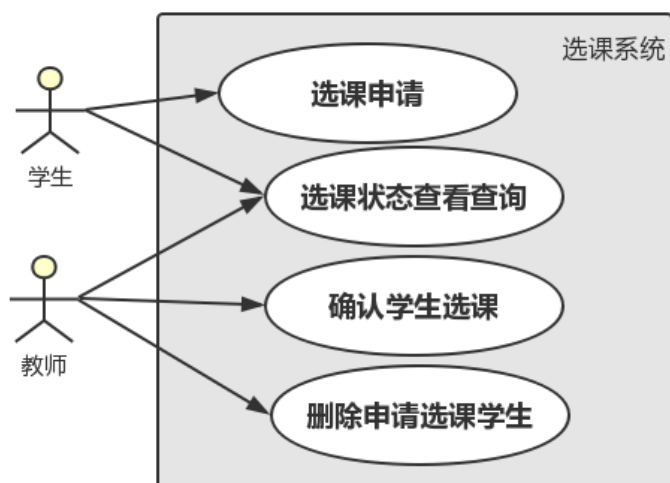 选课系统
选课申请
学生
选课状态查看查询
确认学生选课
教师
删除申请选课学生